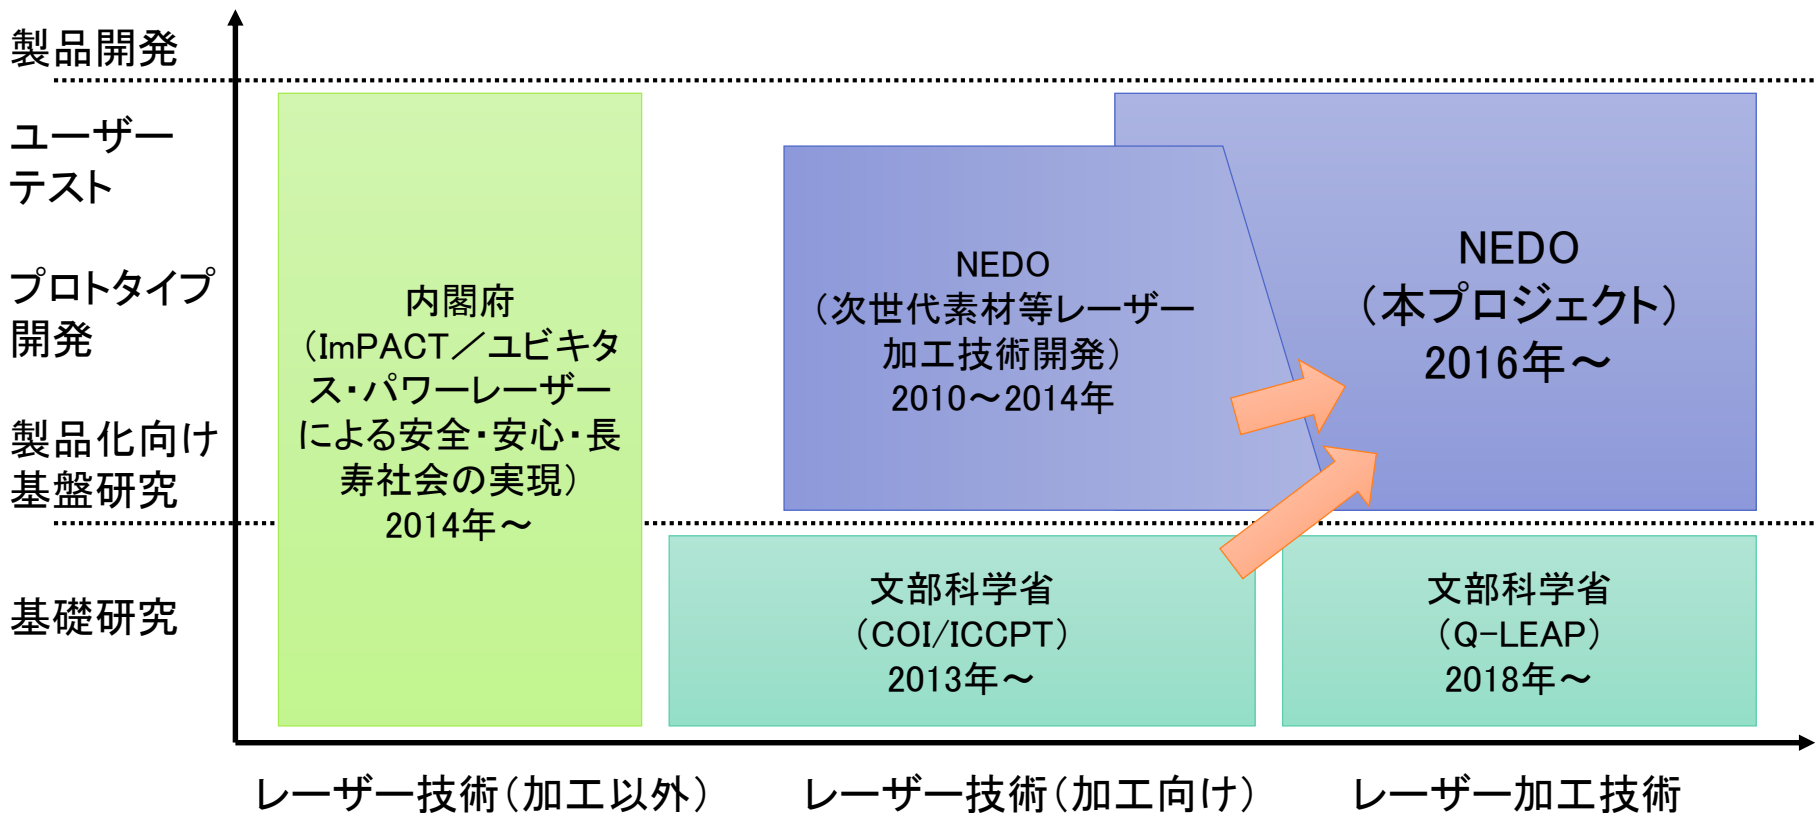 製品開発
ユーザー
テスト
プロトタイプ
開発
製品化向け
基盤研究
基礎研究
内閣府
（ImPACT／ユビキタ
ス・パワーレーザー
による安全・安心・長
寿社会の実現）
2014年～
NEDO
（次世代素材等レーザー
加工技術開発）
2010～2014年
NEDO
（本プロジェクト）
2016年～
文部科学省
（COI/ICCPT）
2013年～
文部科学省
（Q-LEAP）
2018年～
レーザー技術（加工以外）
レーザー技術（加工向け）
レーザー加工技術